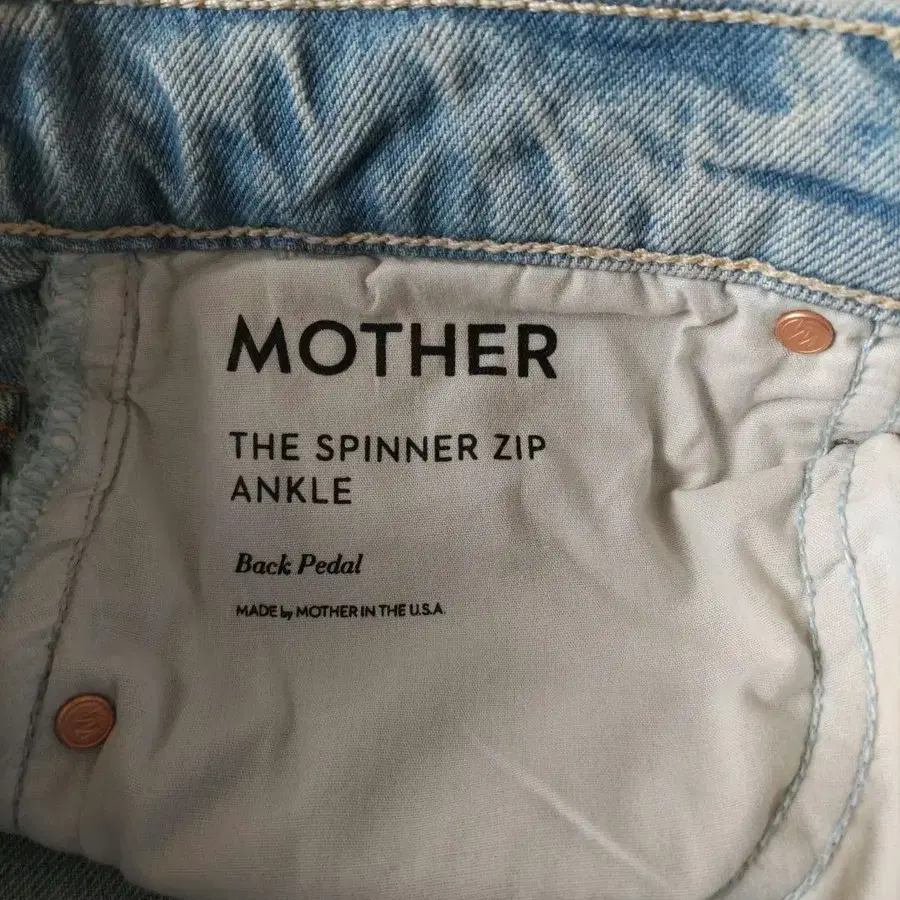 MOTHER
THE SPINNER ZIP
ANKLE
Back Pedal
MADE by MOTHER IN THE U.S.A.